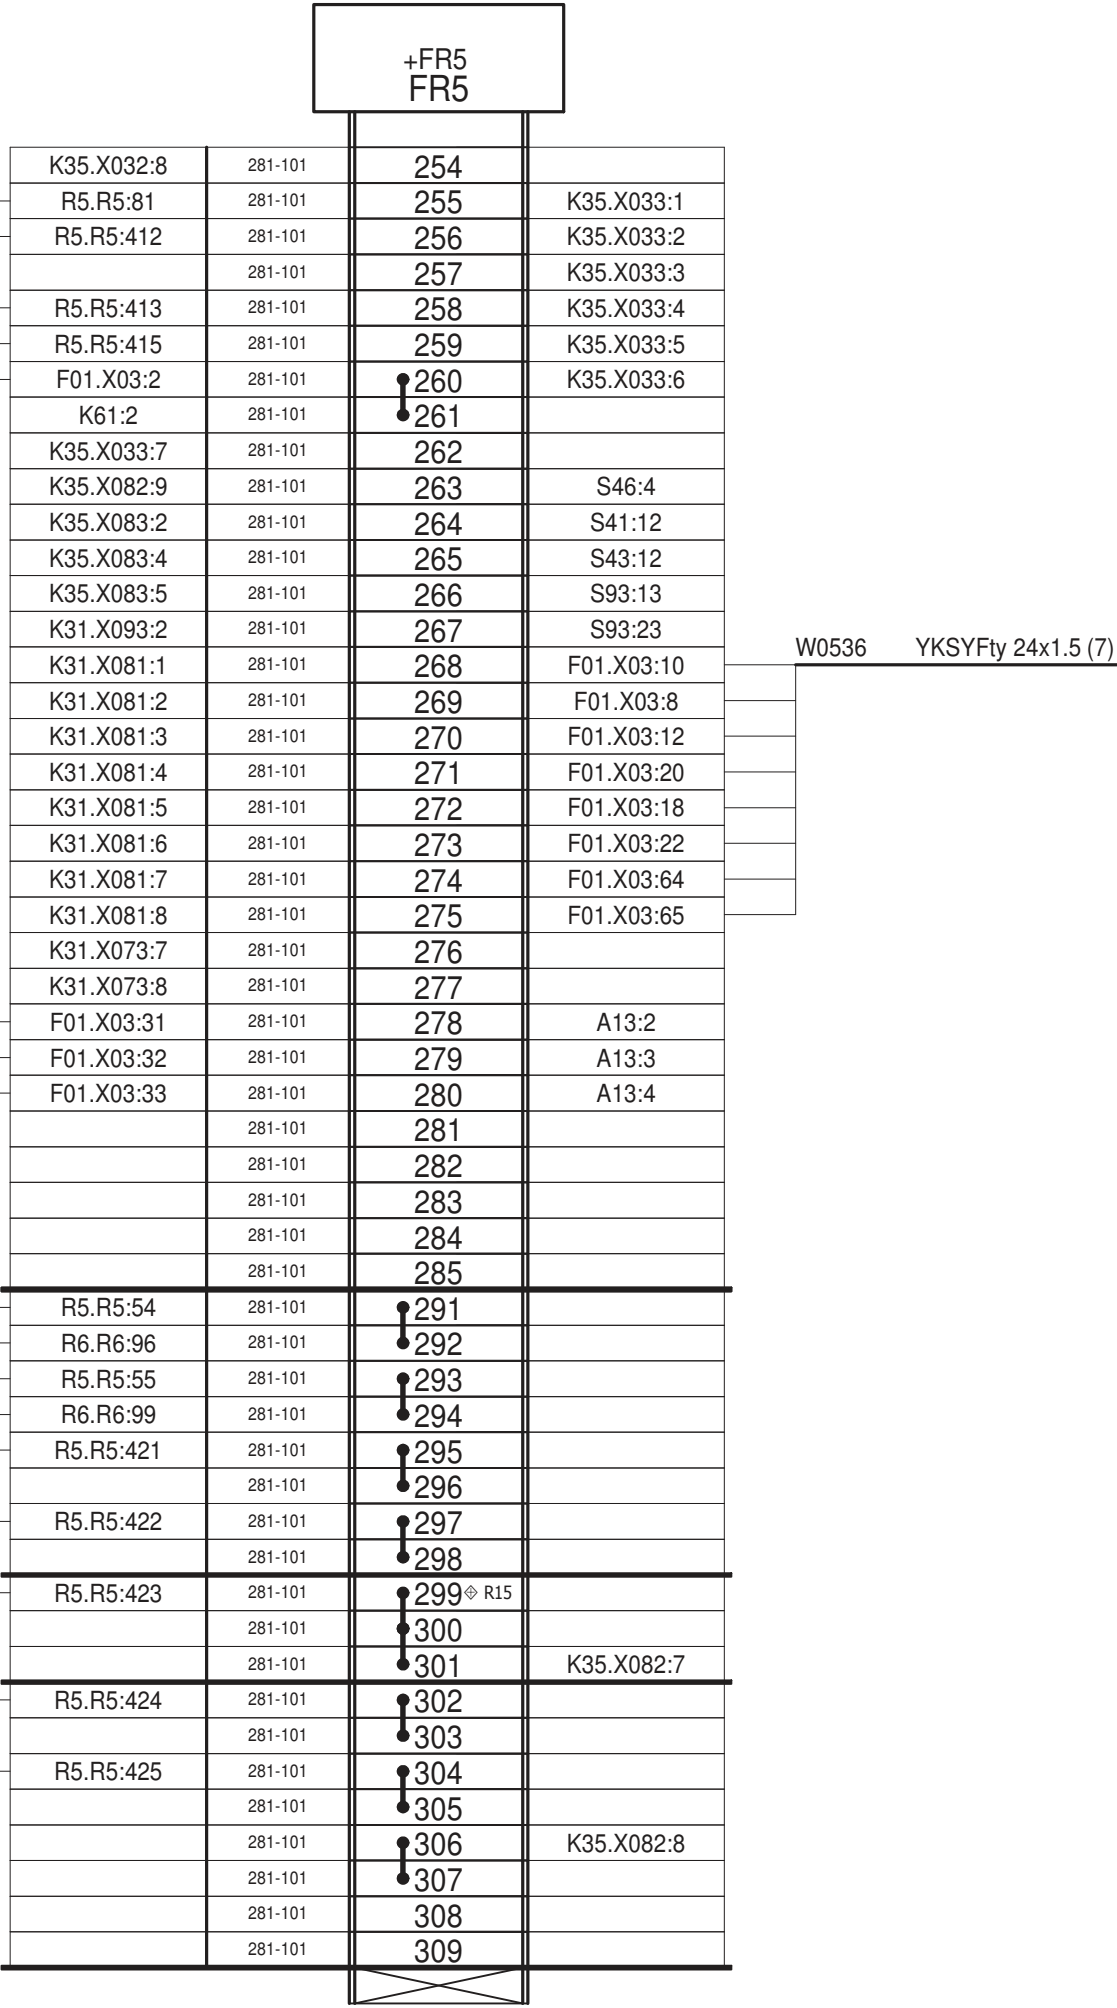 +FR5
FR5
K35.X032:8 281-101 254
R5.R5:81 281-101 255 K35.X033:1
R5.R5:412 281-101 256 K35.X033:2
281-101 257 K35.X033:3
R5.R5:413 281-101 258 K35.X033:4
R5.R5:415 281-101 259 K35.X033:5
F01.X03:2 281-101 260 K35.X033:6
K61:2 281-101 261
K35.X033:7 281-101 262
K35.X082:9 281-101 263 S46:4
K35.X083:2 281-101 264 S41:12
K35.X083:4 281-101 265 S43:12
K35.X083:5 281-101 266 S93:13
K31.X093:2 281-101 267 S93:23
W0536 YKSYFty 24x1.5 (7)
K31.X081:1 281-101 268 F01.X03:10
K31.X081:2 281-101 269 F01.X03:8
K31.X081:3 281-101 270 F01.X03:12
K31.X081:4 281-101 271 F01.X03:20
K31.X081:5 281-101 272 F01.X03:18
K31.X081:6 281-101 273 F01.X03:22
K31.X081:7 281-101 274 F01.X03:64
K31.X081:8 281-101 275 F01.X03:65
K31.X073:7 281-101 276
K31.X073:8 281-101 277
F01.X03:31 281-101 278 A13:2
F01.X03:32 281-101 279 A13:3
F01.X03:33 281-101 280 A13:4
281-101 281
281-101 282
281-101 283
281-101 284
281-101 285
R5.R5:54 281-101 291
R6.R6:96 281-101 292
R5.R5:55 281-101 293
R6.R6:99 281-101 294
R5.R5:421 281-101 295
281-101 296
R5.R5:422 281-101 297
281-101 298
R5.R5:423 281-101 299 R15
281-101 300
281-101 301 K35.X082:7
R5.R5:424 281-101 302
281-101 303
R5.R5:425 281-101 304
281-101 305
281-101 306 K35.X082:8
281-101 307
281-101 308
281-101 309